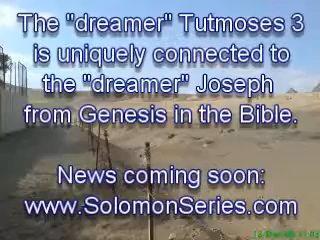 The "dreamer" Tutmoses 3
is uniquely connected to
the "dreamer" Joseph
from Genesis in the Bible.
News coming soon:
www.SolomonSeries.com